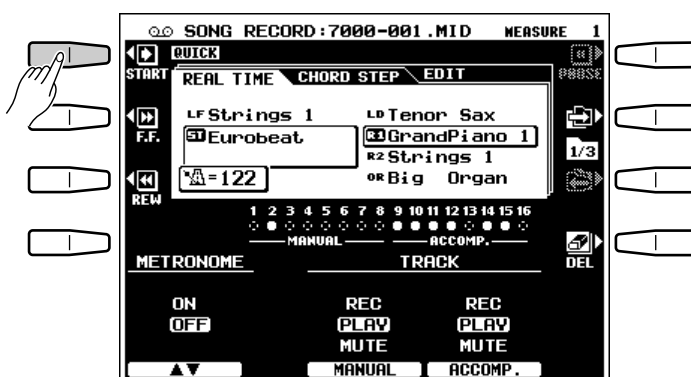 SONG RECORD:7000-001.MID MEASURE 1
QUICK
START
REAL TIME CHORD STEP EDIT
PAUSE
LF Strings 1 LD Tenor Sax
F.F.
ST Eurobeat R1 GrandPiano 1
R2 Strings 1
1/3
=122 OR Big Organ
REW
1 2 3 4 5 6 7 8 9 10 11 12 13 14 15 16
MANUAL ACCOMP.
DEL
METRONOME TRACK
ON REC REC
OFF PLAY PLAY
MUTE MUTE
▲▼ MANUAL ACCOMP.